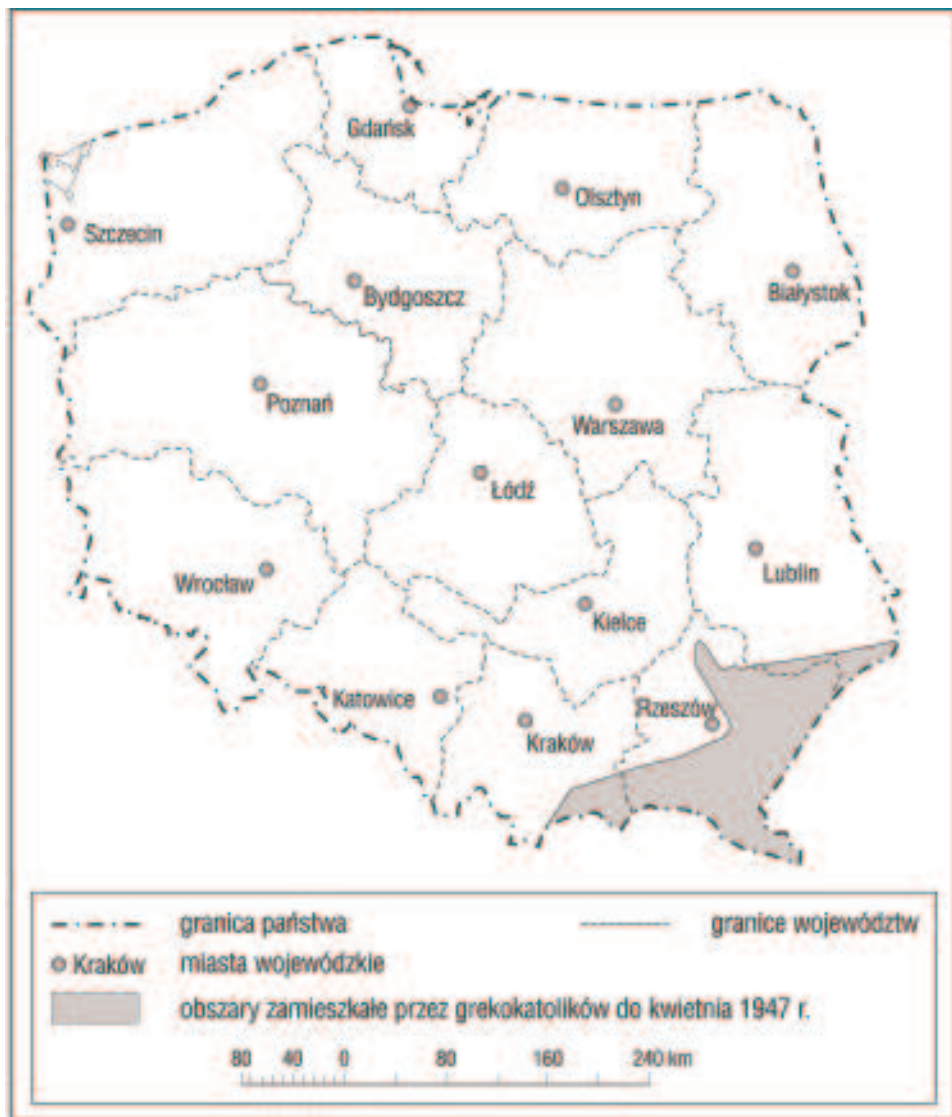 Gdańsk
Olsztyn
Szczecin
Białystok
Bydgoszcz
Poznań
Warszawa
Łódź
Lublin
Wrocław
Kielce
Katowice
Rzeszów
Kraków
granica państwa
granice województw
Kraków miasta wojewódzkie
obszary zamieszkałe przez grekokatolików do kwietnia 1947 r.
80 40 0 80 160 240 km